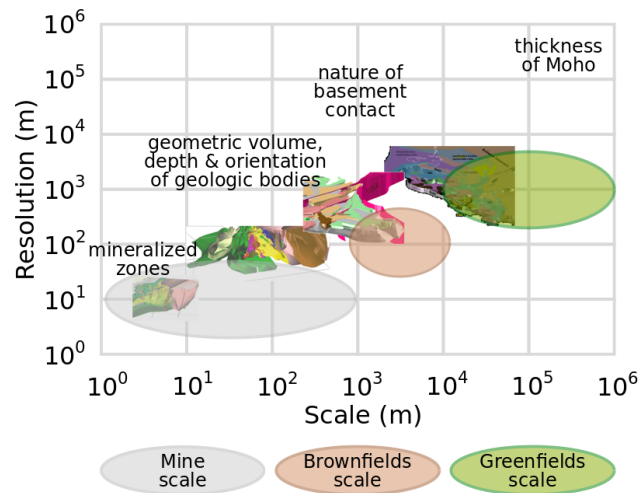 10⁶
thickness
of Moho
10⁵
nature of
basement
contact
10⁴
geometric volume,
depth & orientation
of geologic bodies
10³
Resolution (m)
10²
mineralized
zones
10¹
10⁰
10⁰ 10¹ 10² 10³ 10⁴ 10⁵ 10⁶
Scale (m)
Mine
scale
Brownfields
scale
Greenfields
scale